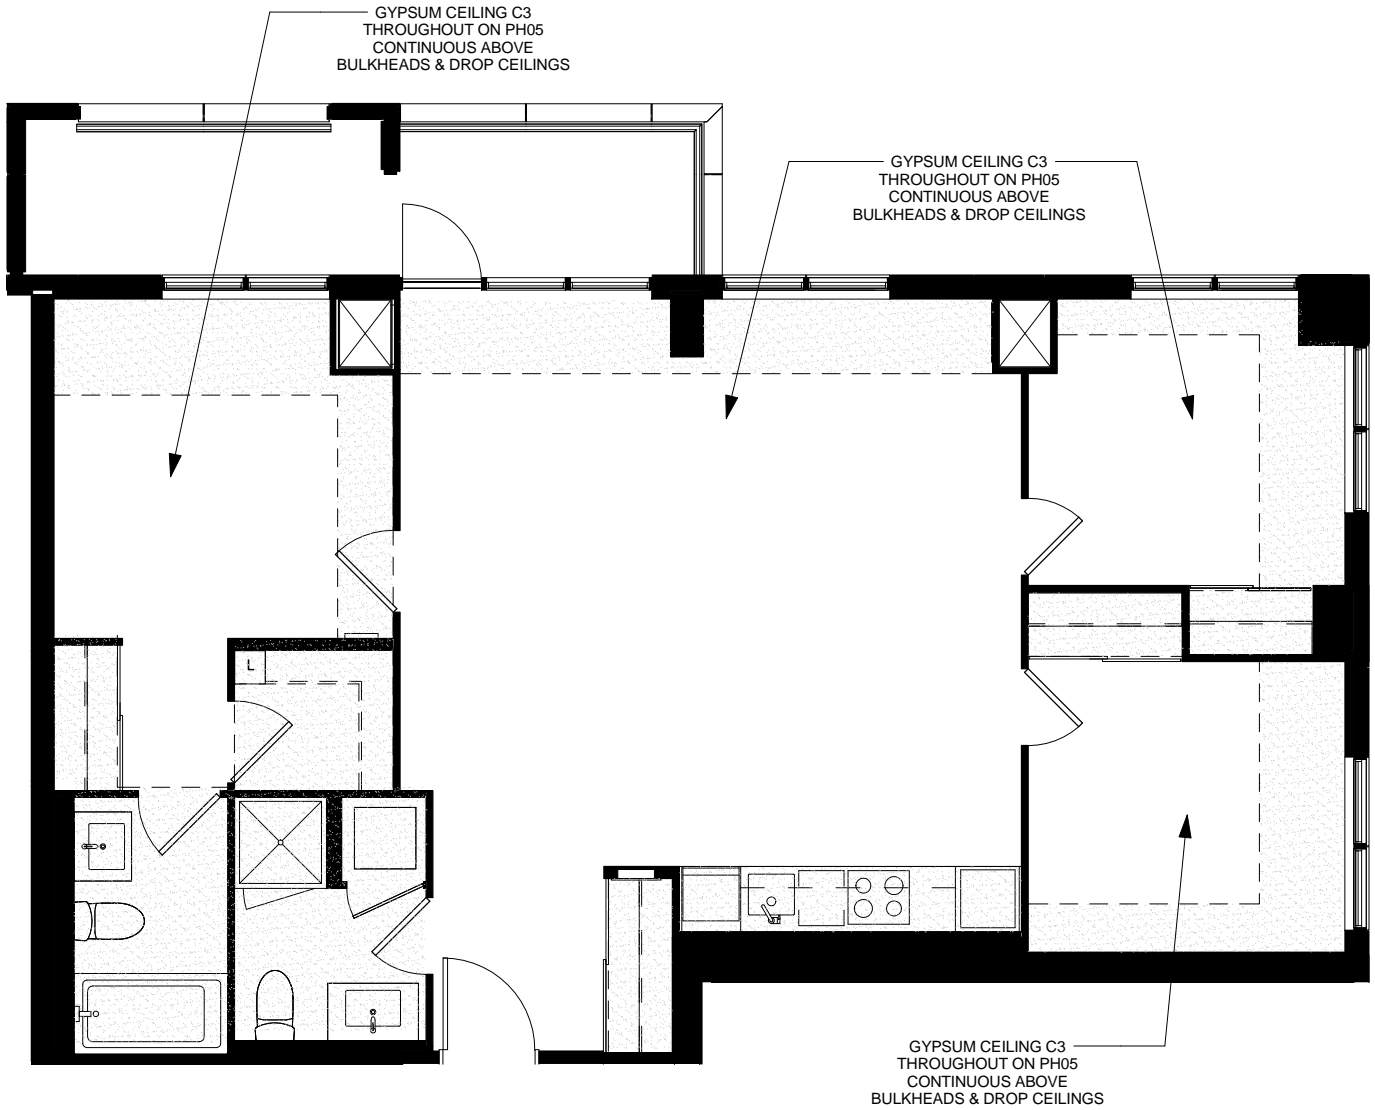 GYPSUM CEILING C3
THROUGHOUT ON PH05
CONTINUOUS ABOVE
BULKHEADS & DROP CEILINGS
GYPSUM CEILING C3
THROUGHOUT ON PH05
CONTINUOUS ABOVE
BULKHEADS & DROP CEILINGS
L
GYPSUM CEILING C3
THROUGHOUT ON PH05
CONTINUOUS ABOVE
BULKHEADS & DROP CEILINGS